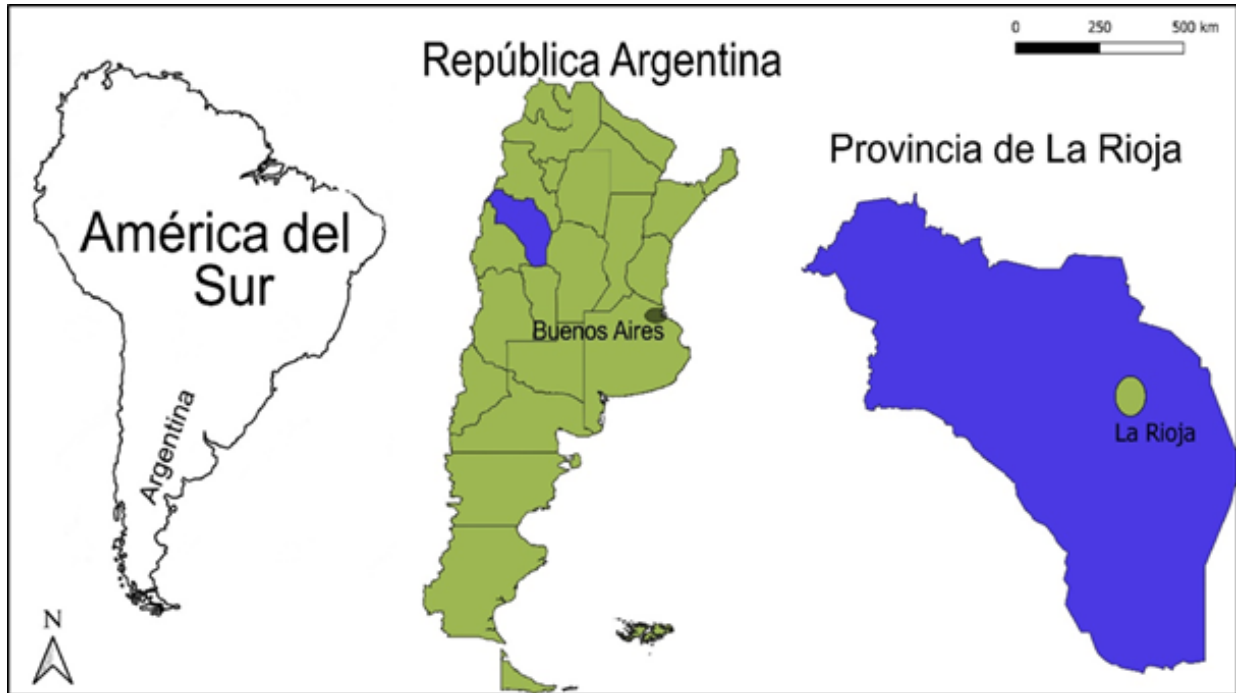 0 250 500 km
República Argentina
Provincia de La Rioja
América del
Sur
Buenos Aires
Argentina
La Rioja
N